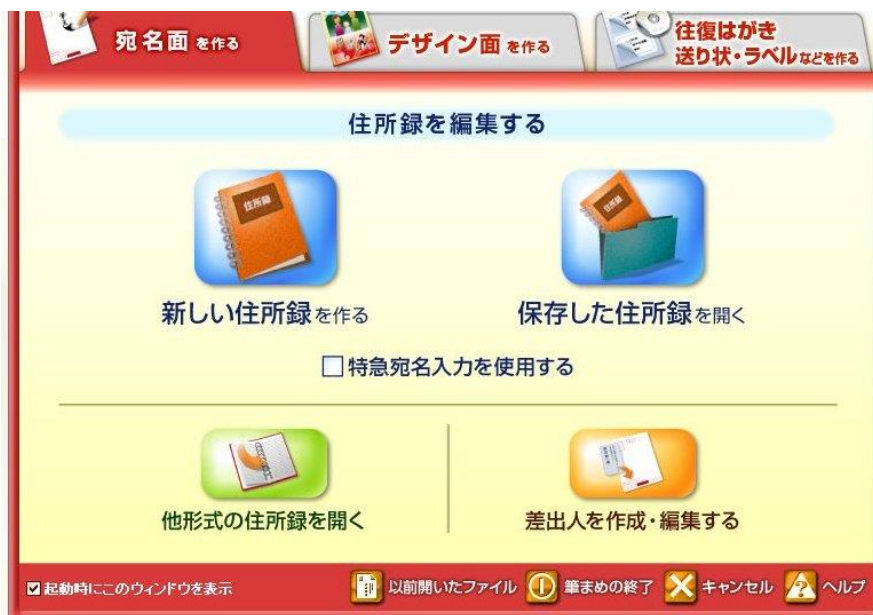 宛名面 を作る
デザイン面 を作る
往復はがき
送り状・ラベルなどを作る
住所録を編集する
住所録
住所録
新しい住所録を作る
保存した住所録を開く
特急宛名入力を使用する
他形式の住所録を開く
差出人を作成・編集する
起動時にこのウィンドウを表示
以前開いたファイル
筆まめの終了
キャンセル
ヘルプ